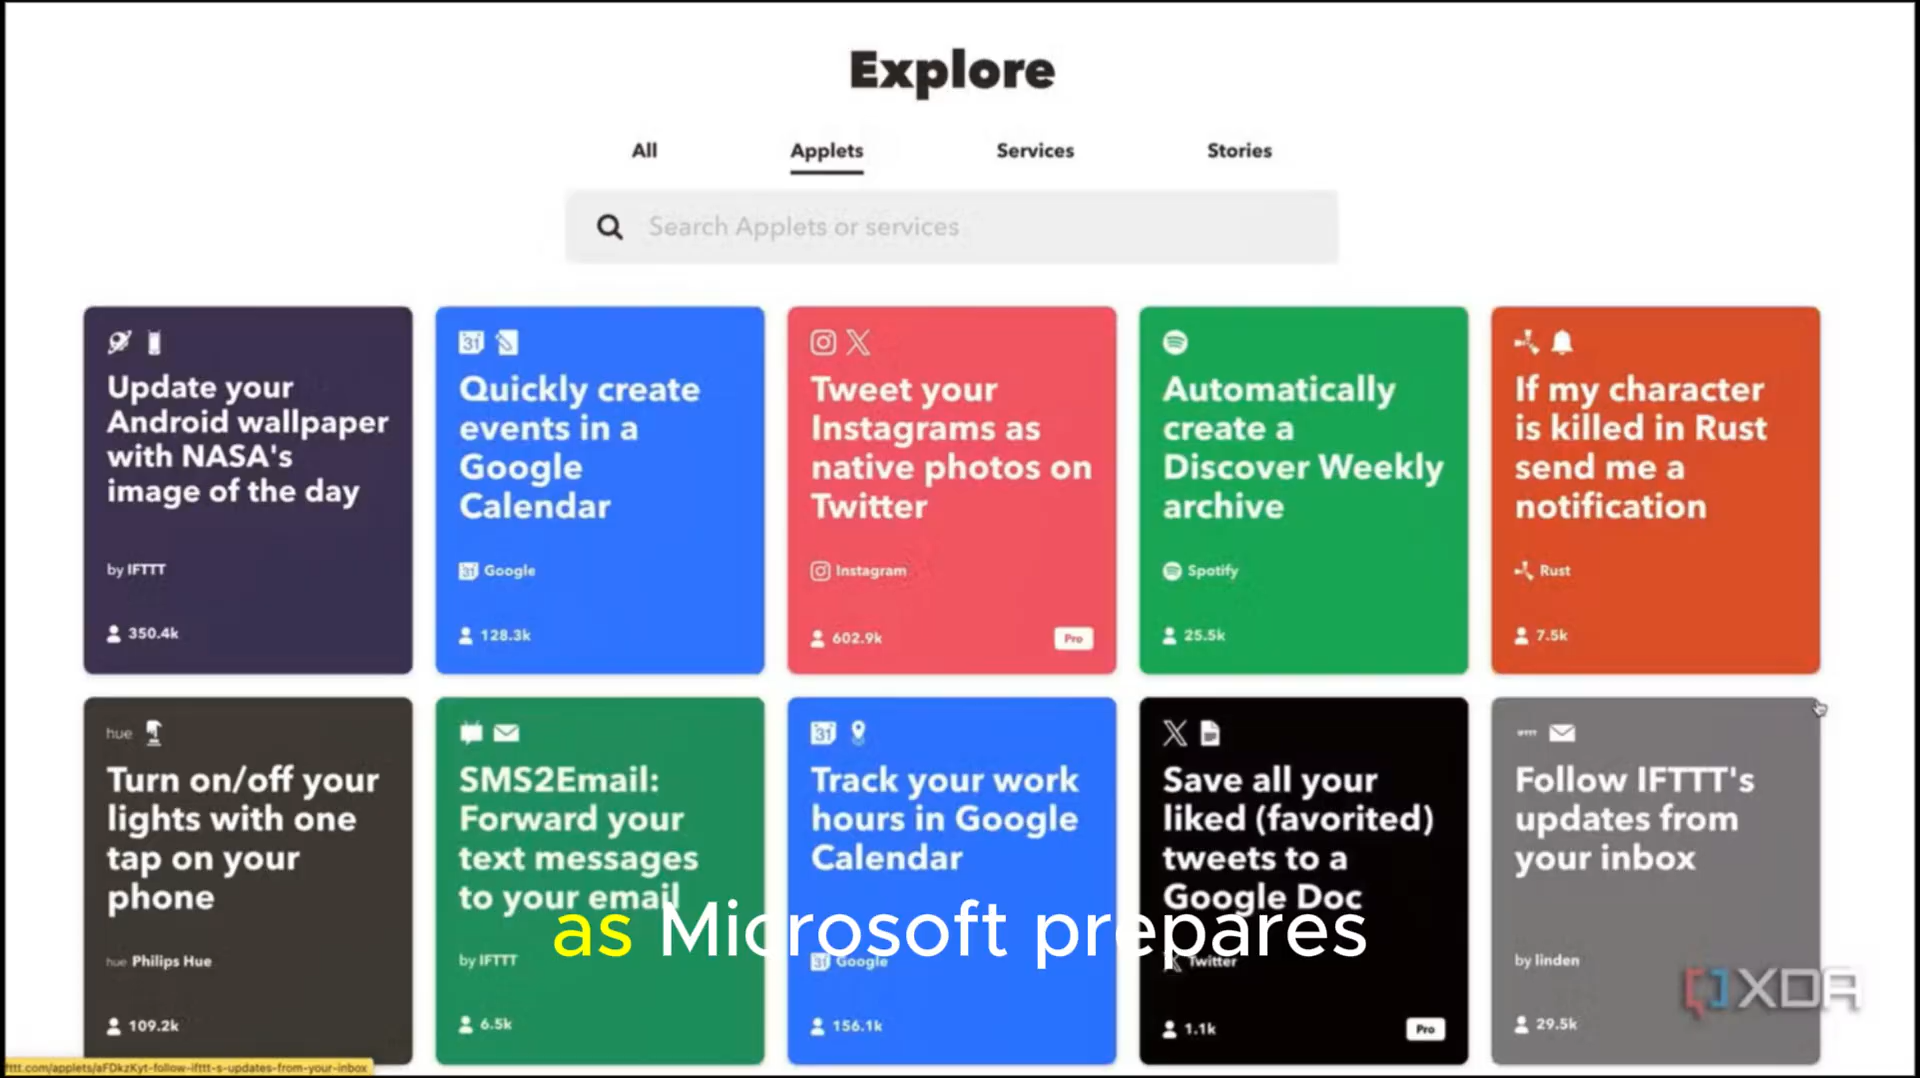 Explore
All
Applets
Services
Stories
Search Applets or services
31
Update your
Android wallpaper
with NASA's
image of the day
by IFTTT
350.4k
Quickly create
events in a
Google
Calendar
31 Google
128.3k
Tweet your
Instagrams as
native photos on
Twitter
Instagram
602.9k
Pro
Automatically
create a
Discover Weekly
archive
Spotify
25.5k
If my character
is killed in Rust
send me a
notification
Rust
7.5k
hue
Turn on/off your
lights with one
tap on your
phone
hue Philips Hue
109.2k
SMS2Email:
Forward your
text messages
to your email
by IFTTT
6.5k
31
Track your work
hours in Google
Calendar
31 Google
156.1k
Save all your
liked (favorited)
tweets to a
Google Doc
Twitter
1.1k
Pro
IFTTT
Follow IFTTT's
updates from
your inbox
by linden
29.5k
as Microsoft prepares
XDA
ifttt.com/applets/aFDkzKyt-follow-ifttt-s-updates-from-your-inbox